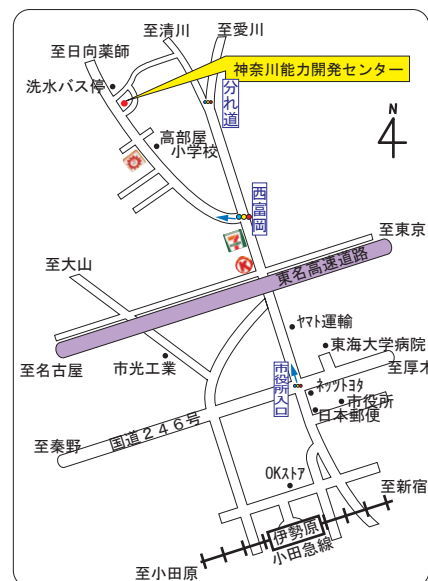 至清川
至愛川
至日向薬師
洗水バス停
神奈川能力開発センター
分れ道
N
高部屋
小学校
西富岡
至東京
7
K
至大山
東名高速道路
ヤマト運輸
東海大学病院
至名古屋
市光工業
市役所入口
至厚木
ネッツトヨタ
市役所
日本郵便
国道246号
至秦野
OKストア
至新宿
伊勢原
小田急線
至小田原